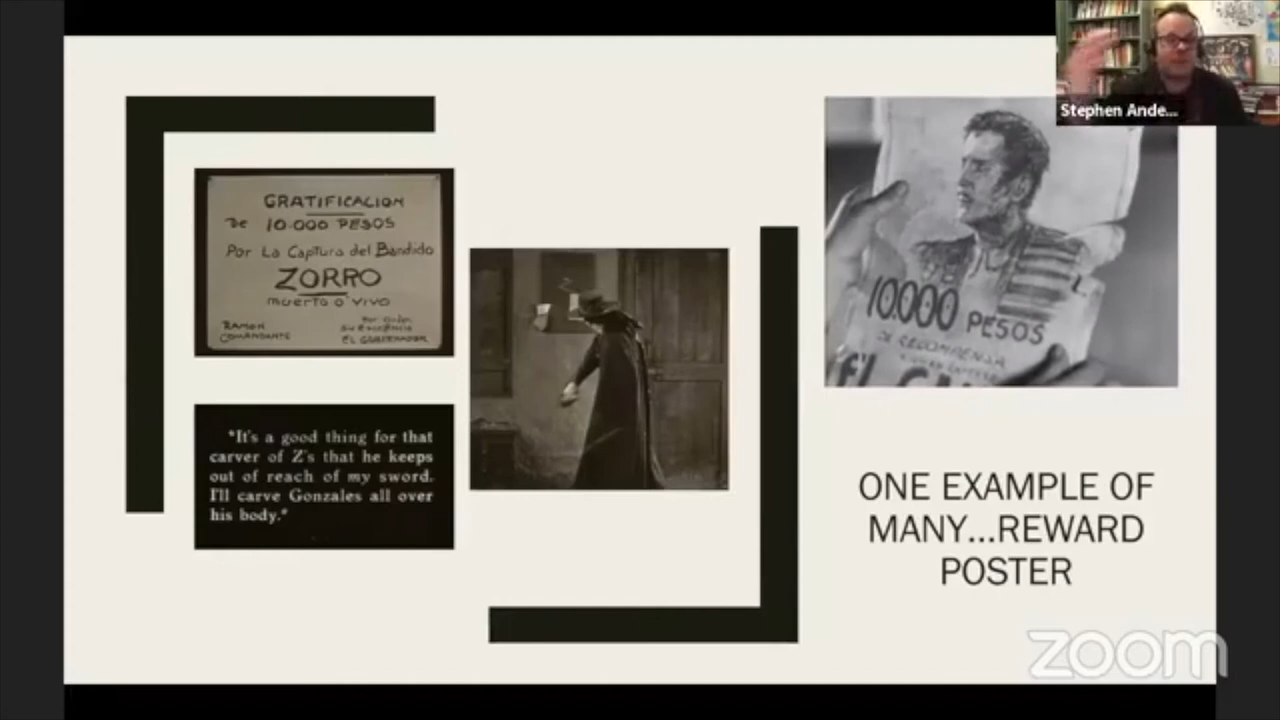 GRATIFICACION
De 10.000 PESOS
Por La Captura del Bandido
ZORRO
muerto o vivo
RAMON
COMANDANTE
Por orden
Su Excelencia
EL GOBERNADOR
"It's a good thing for that
carver of Z's that he keeps
out of reach of my sword.
I'll carve Gonzales all over
his body."
10.000 PESOS
DE RECOMPENSA
Stephen Ande...
ONE EXAMPLE OF
MANY...REWARD
POSTER
zoom